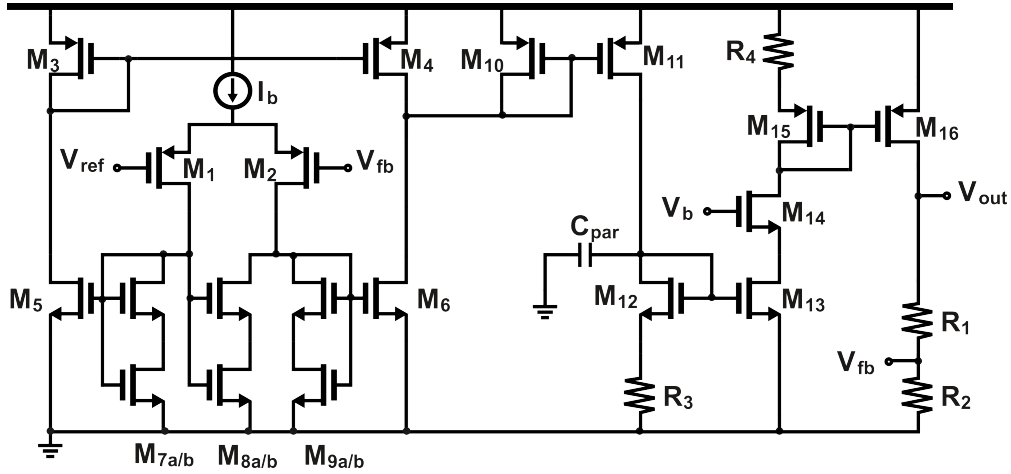 M3
M4
M10
M11
R4
Ib
M15
M16
Vref
M1
M2
Vfb
Vb
M14
Vout
Cpar
M5
M6
M12
M13
R1
Vfb
R3
R2
M7a/b
M8a/b
M9a/b